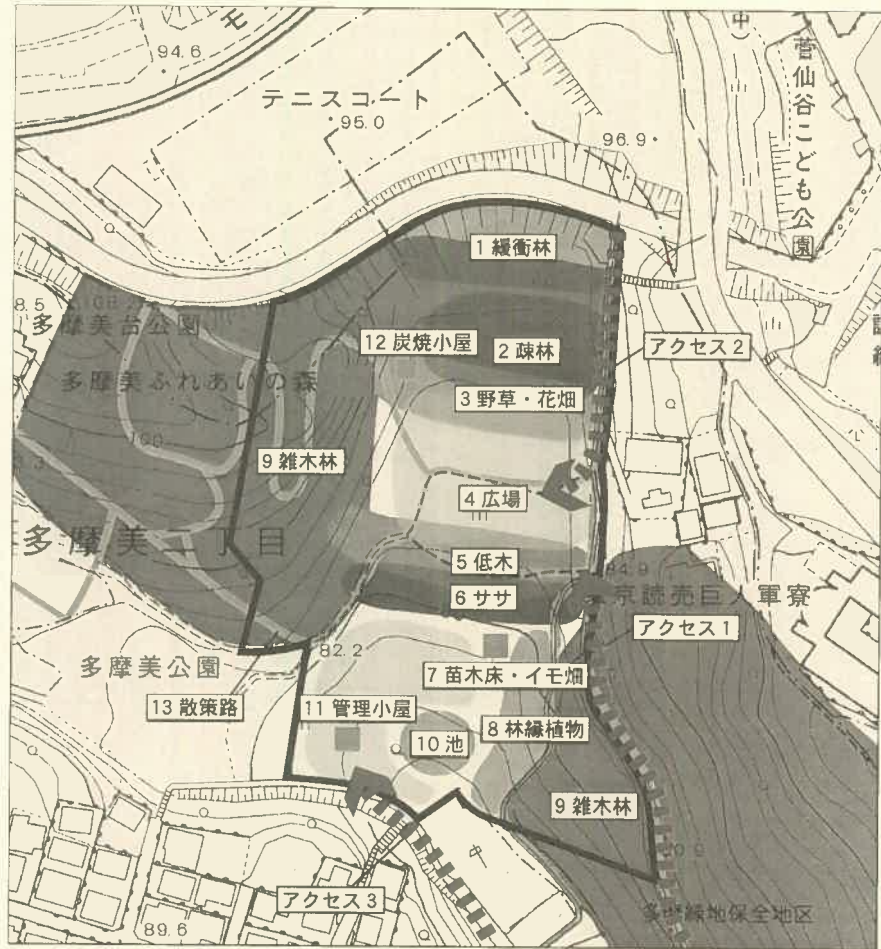 モ
94.6
テニスコート
95.0
中
菅仙谷こども公園
96.9
1 緩衝林
8.5
多摩美台公園
12 炭焼小屋
2 疎林
アクセス2
多摩美ふれあいの森
3 野草・花畑
100
9 雑木林
4 広場
多摩美二丁目
5 低木
84.9
6 ササ
京読売巨人軍寮
アクセス1
82.2
多摩美公園
7 苗木床・イモ畑
13 散策路
11 管理小屋
8 林縁植物
10 池
9 雑木林
アクセス3
多摩緑地保全地区
89.6